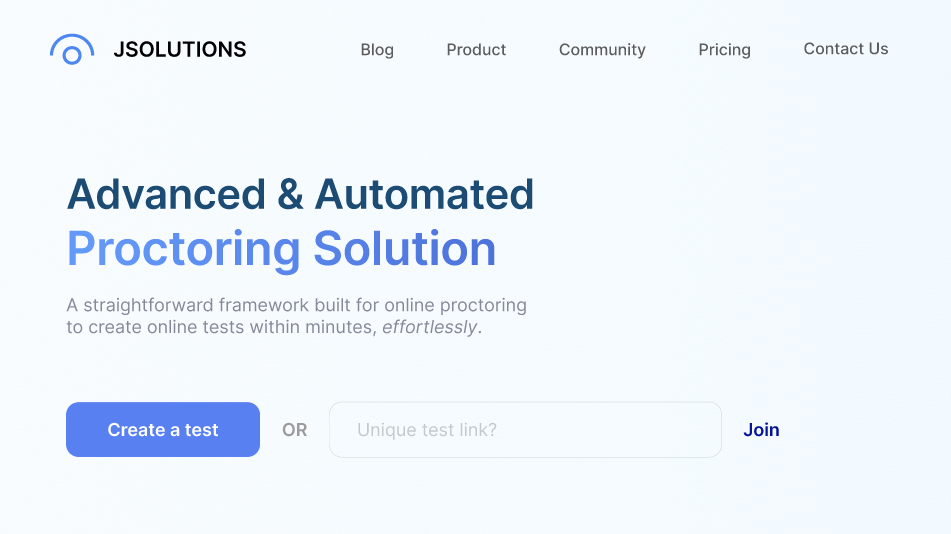 JSOLUTIONS
Blog
Product
Community
Pricing
Contact Us
Advanced & Automated
Proctoring Solution
A straightforward framework built for online proctoring
to create online tests within minutes, effortlessly.
Create a test
OR
Unique test link?
Join